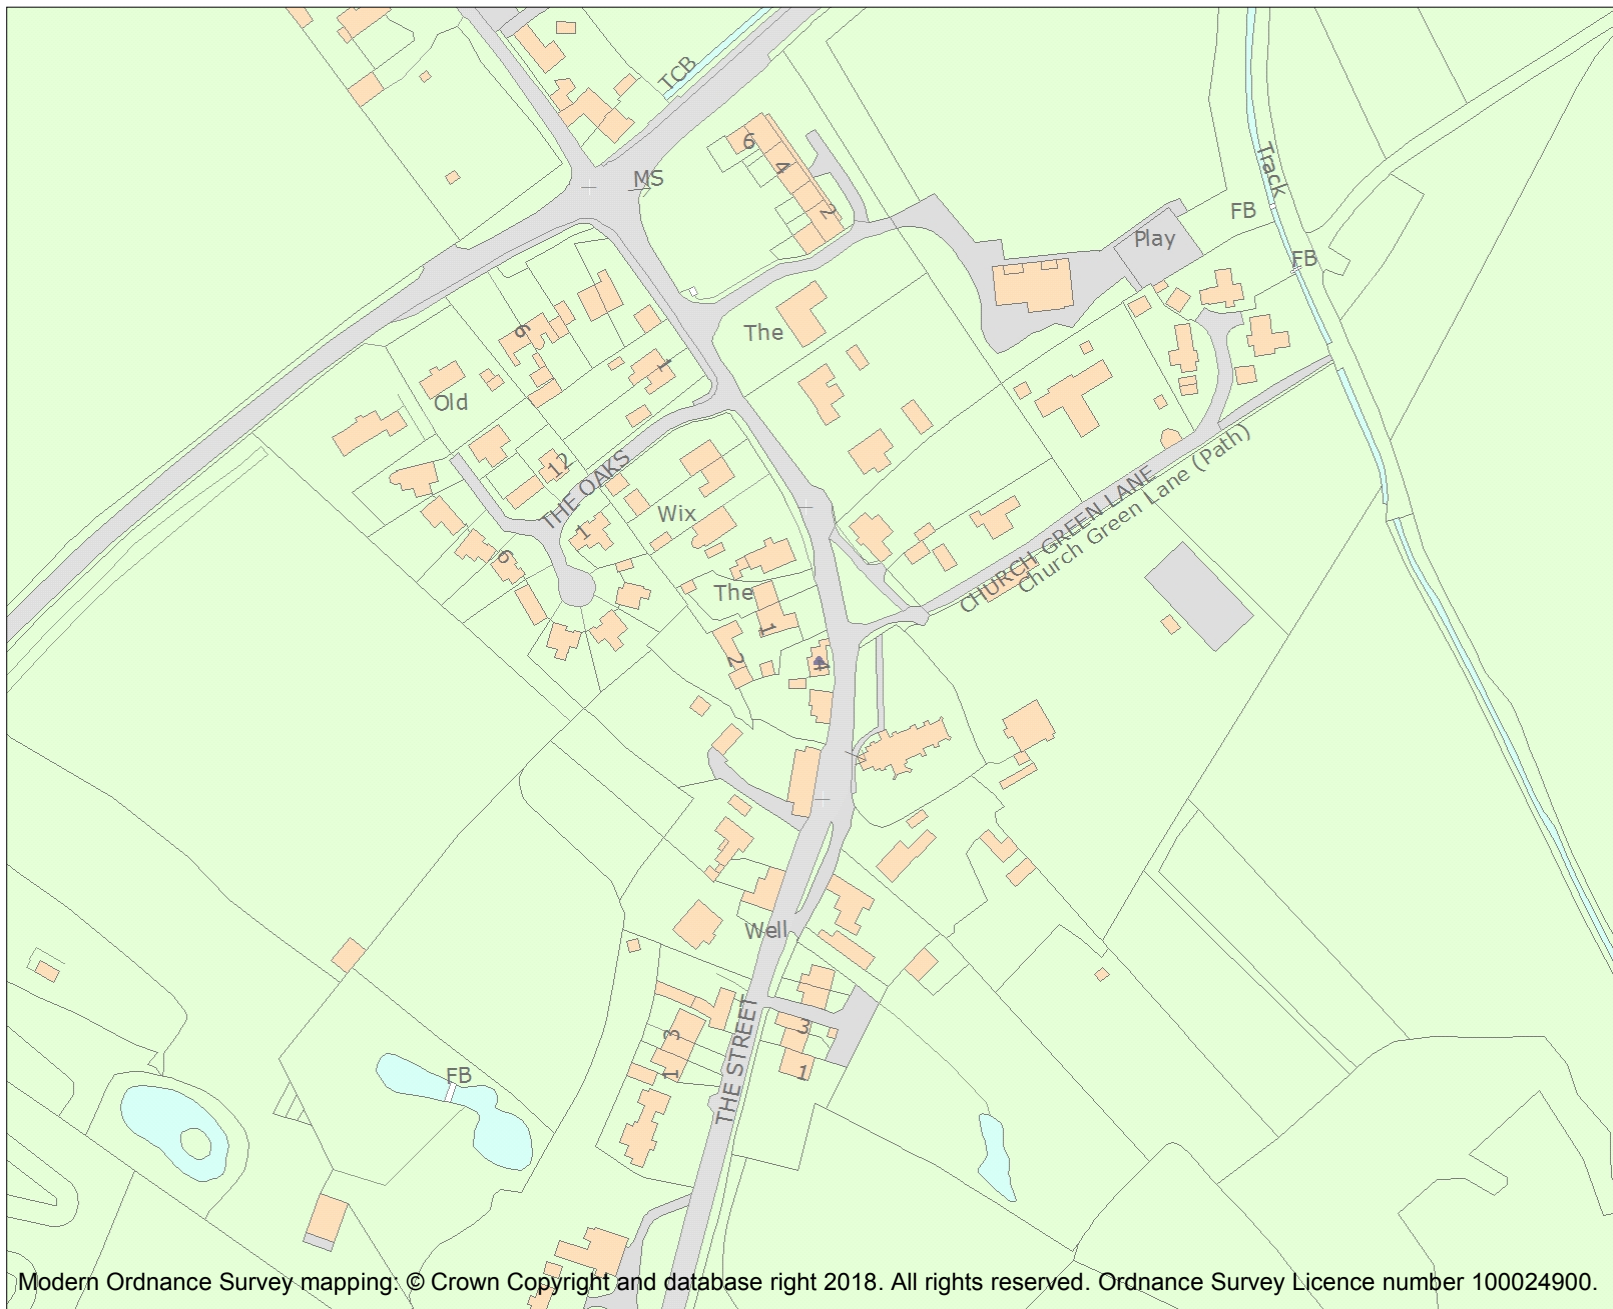 TCB
MS
6
4
2
Track
FB
Play
FB
The
6
1
Old
12
THE OAKS
Wix
1
6
CHURCH GREEN LANE
Church Green Lane (Path)
The
1
2
4
Well
3
1
THE STREET
3
1
FB
Modern Ordnance Survey mapping: © Crown Copyright and database right 2018. All rights reserved. Ordnance Survey Licence number 100024900.